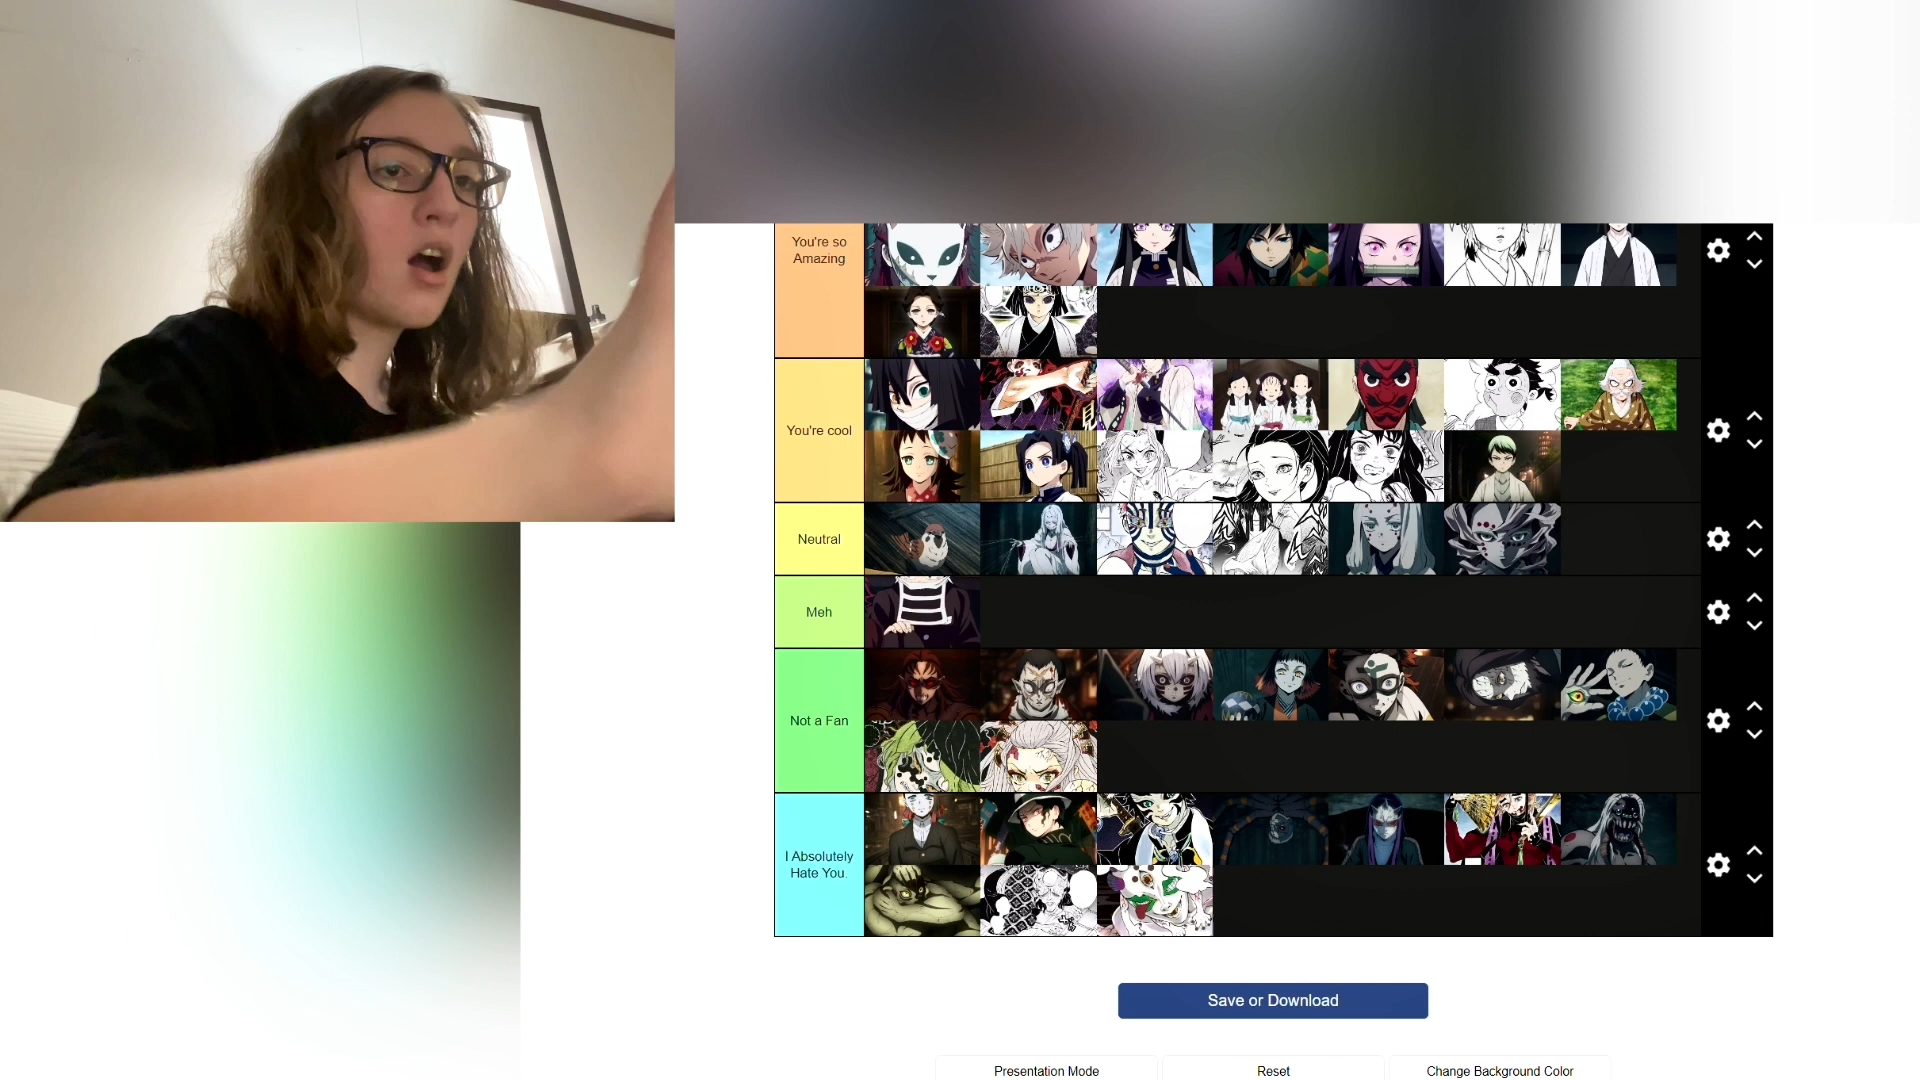 You're so
Amazing
You're cool
Neutral
Meh
Not a Fan
I Absolutely
Hate You.
Save or Download
Presentation Mode
Reset
Change Background Color